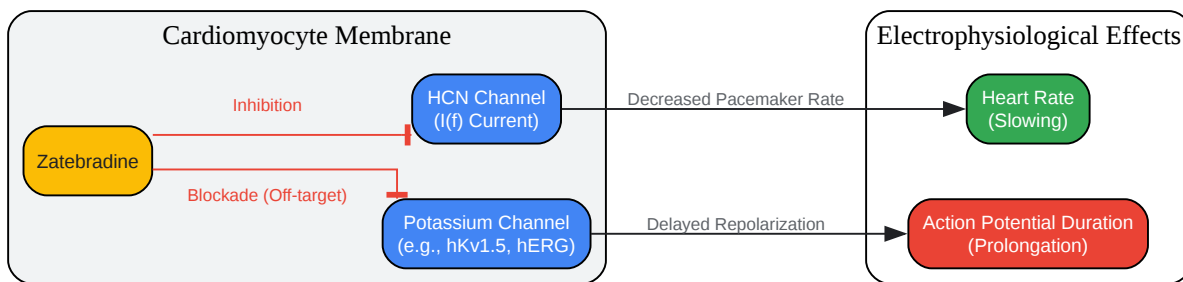 Cardiomyocyte Membrane
Electrophysiological Effects
Zatebradine
Inhibition
HCN Channel
(I(f) Current)
Decreased Pacemaker Rate
Heart Rate
(Slowing)
Blockade (Off-target)
Potassium Channel
(e.g., hKv1.5, hERG)
Delayed Repolarization
Action Potential Duration
(Prolongation)